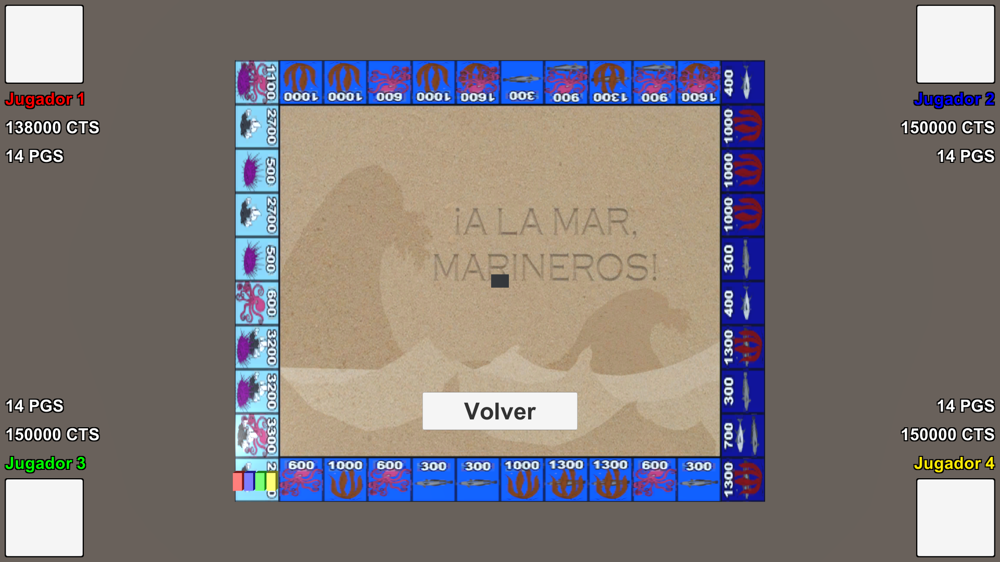 Jugador 1
138000 CTS
14 PGS
Jugador 2
150000 CTS
14 PGS
1100
1000
1000
600
1000
1600
300
900
1300
900
1600
400
2700
500
2700
500
600
3200
3200
3300
1000
1000
1000
300
400
1300
300
700
1300
¡A LA MAR,
MARINEROS!
Volver
600
1000
600
300
300
1000
1300
1300
600
300
14 PGS
150000 CTS
Jugador 3
14 PGS
150000 CTS
Jugador 4